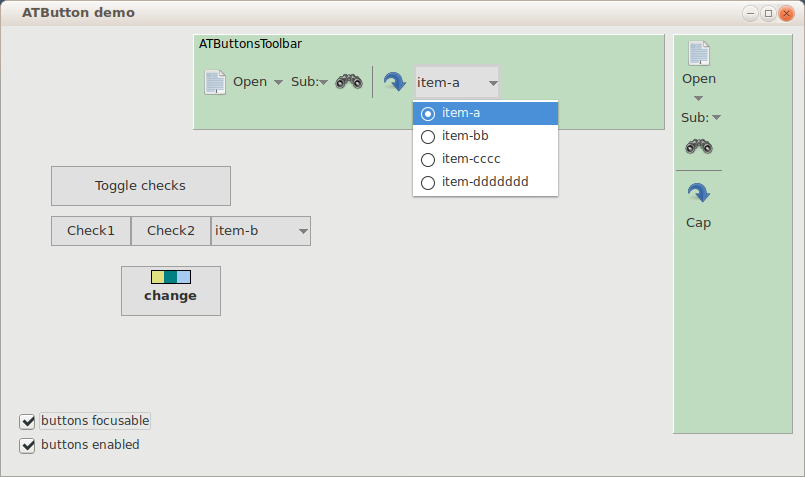 ATButton demo
ATButtonsToolbar
Open
Sub:
item-a
item-a
item-bb
item-cccc
item-ddddddd
Open
Sub:
Cap
Toggle checks
Check1
Check2
item-b
change
buttons focusable
buttons enabled